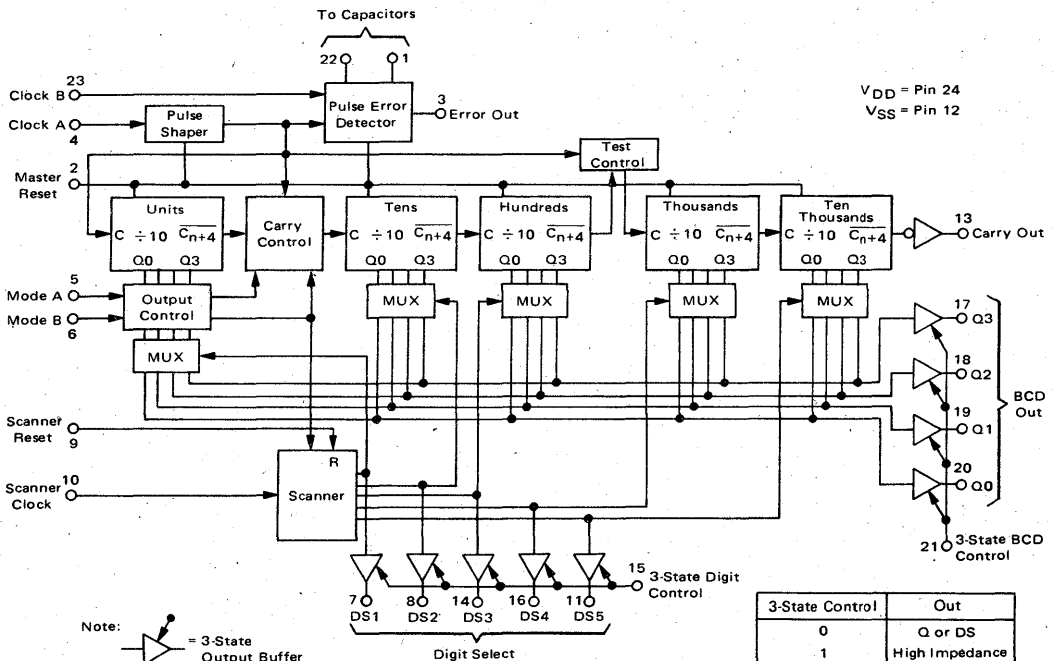 To Capacitors
22 1
23
Clock B
Pulse Error
Detector
3
Error Out
VDD = Pin 24
VSS = Pin 12
Clock A
4
Pulse
Shaper
Test
Control
Master
Reset
2
Units
C ÷10 Cn+4
Q0 Q3
Carry
Control
Tens
C ÷10 Cn+4
Q0 Q3
Hundreds
C ÷10 Cn+4
Q0 Q3
Thousands
C ÷10 Cn+4
Q0 Q3
Ten
Thousands
C ÷10 Cn+4
Q0 Q3
13
Carry Out
5
Mode A
Mode B
6
Output
Control
MUX
MUX
MUX
MUX
MUX
17
Q3
18
Q2
19
Q1
20
Q0
BCD
Out
21
3-State BCD
Control
Scanner
Reset
9
Scanner
Clock
10
R
Scanner
15
3-State Digit
Control
7 8 14 16 11
DS1 DS2 DS3 DS4 DS5
Digit Select
Note:
= 3-State
Output Buffer
3-State Control Out
0 Q or DS
1 High Impedance